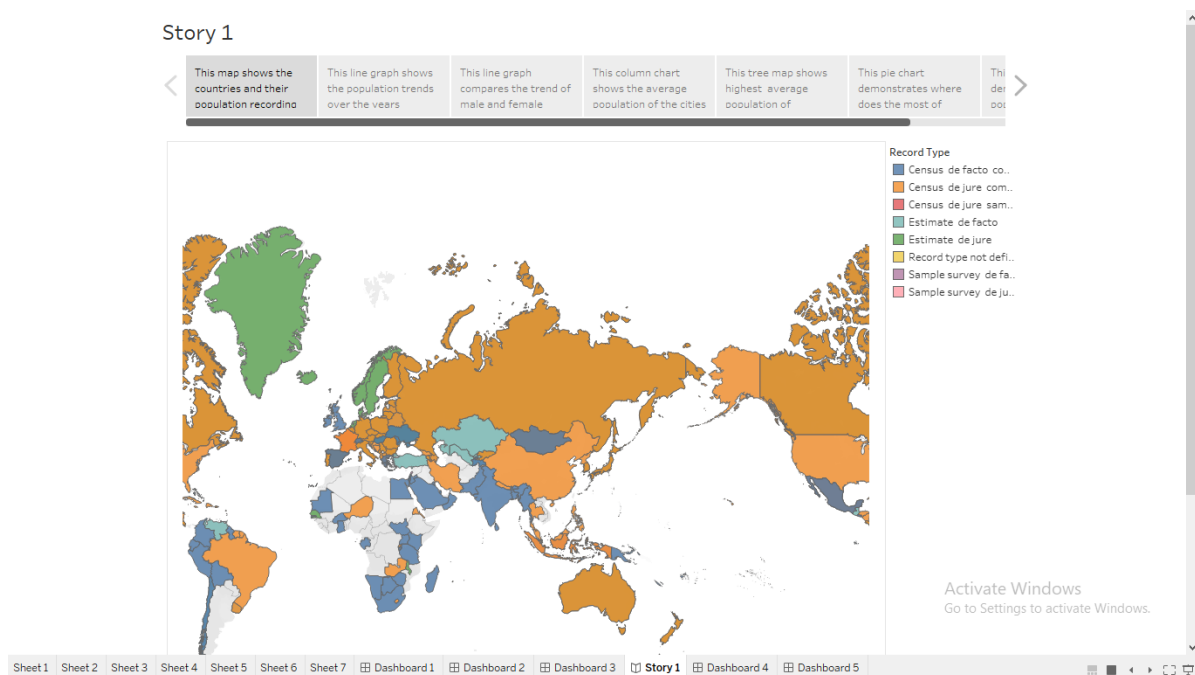 Story 1
This map shows the
countries and their
population recording
This line graph shows
the population trends
over the years
This line graph
compares the trend of
male and female
This column chart
shows the average
population of the cities
This tree map shows
highest average
population of
This pie chart
demonstrates where
does the most of
Thi
der
Record Type
Census de facto co..
Census de jure com..
Census de jure sam..
Estimate de facto
Estimate de jure
Record type not defi..
Sample survey de fa..
Sample survey de ju..
Activate Windows
Go to Settings to activate Windows.
Sheet 1 Sheet 2 Sheet 3 Sheet 4 Sheet 5 Sheet 6 Sheet 7 Dashboard 1 Dashboard 2 Dashboard 3 Story 1 Dashboard 4 Dashboard 5